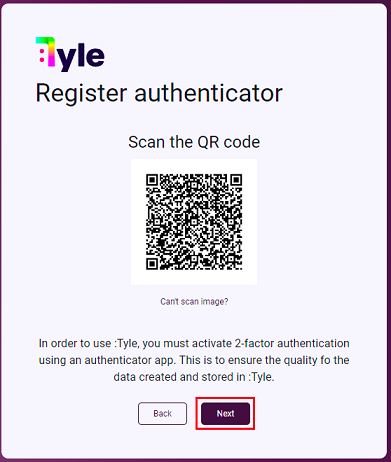 :Tyle
Register authenticator
Scan the QR code
Can't scan image?
In order to use :Tyle, you must activate 2-factor authentication
using an authenticator app. This is to ensure the quality fo the
data created and stored in :Tyle.
Back Next